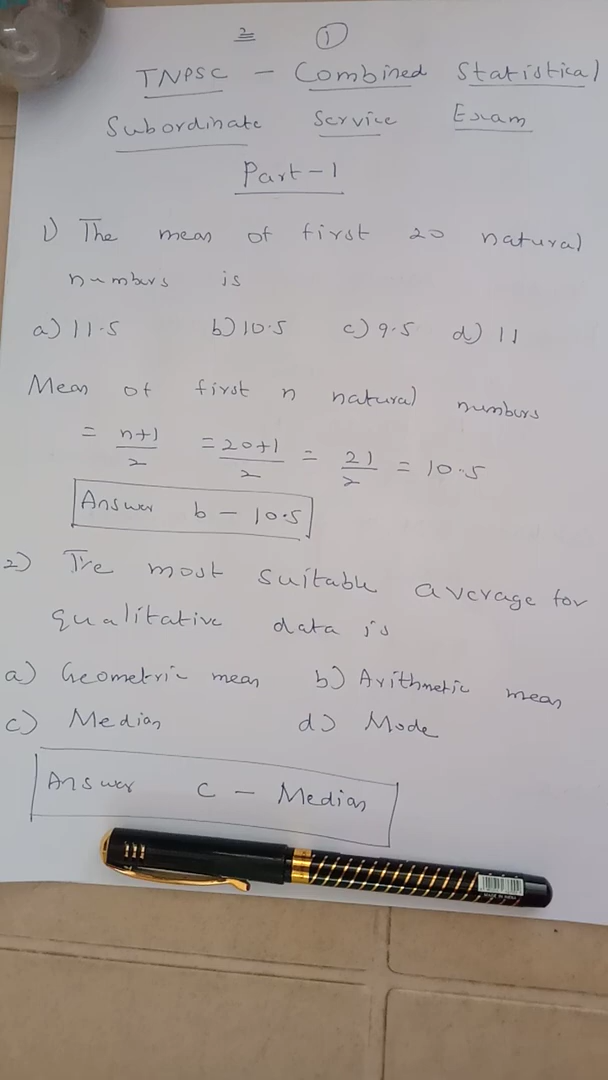 2 ①
TNPSC - Combined Statistical
Subordinate Service Exam
Part-1
1) The mean of first 20 natural
numbers is
a) 11.5 b) 10.5 c) 9.5 d) 11
Mean of first n natural numbers
= n+1/2 = 20+1/2 = 21/2 = 10.5
Answer b - 10.5
2) The most suitable average for
qualitative data is
a) Geometric mean b) Arithmetic mean
c) Median d) Mode
Answer c - Median
MADE IN INDIA